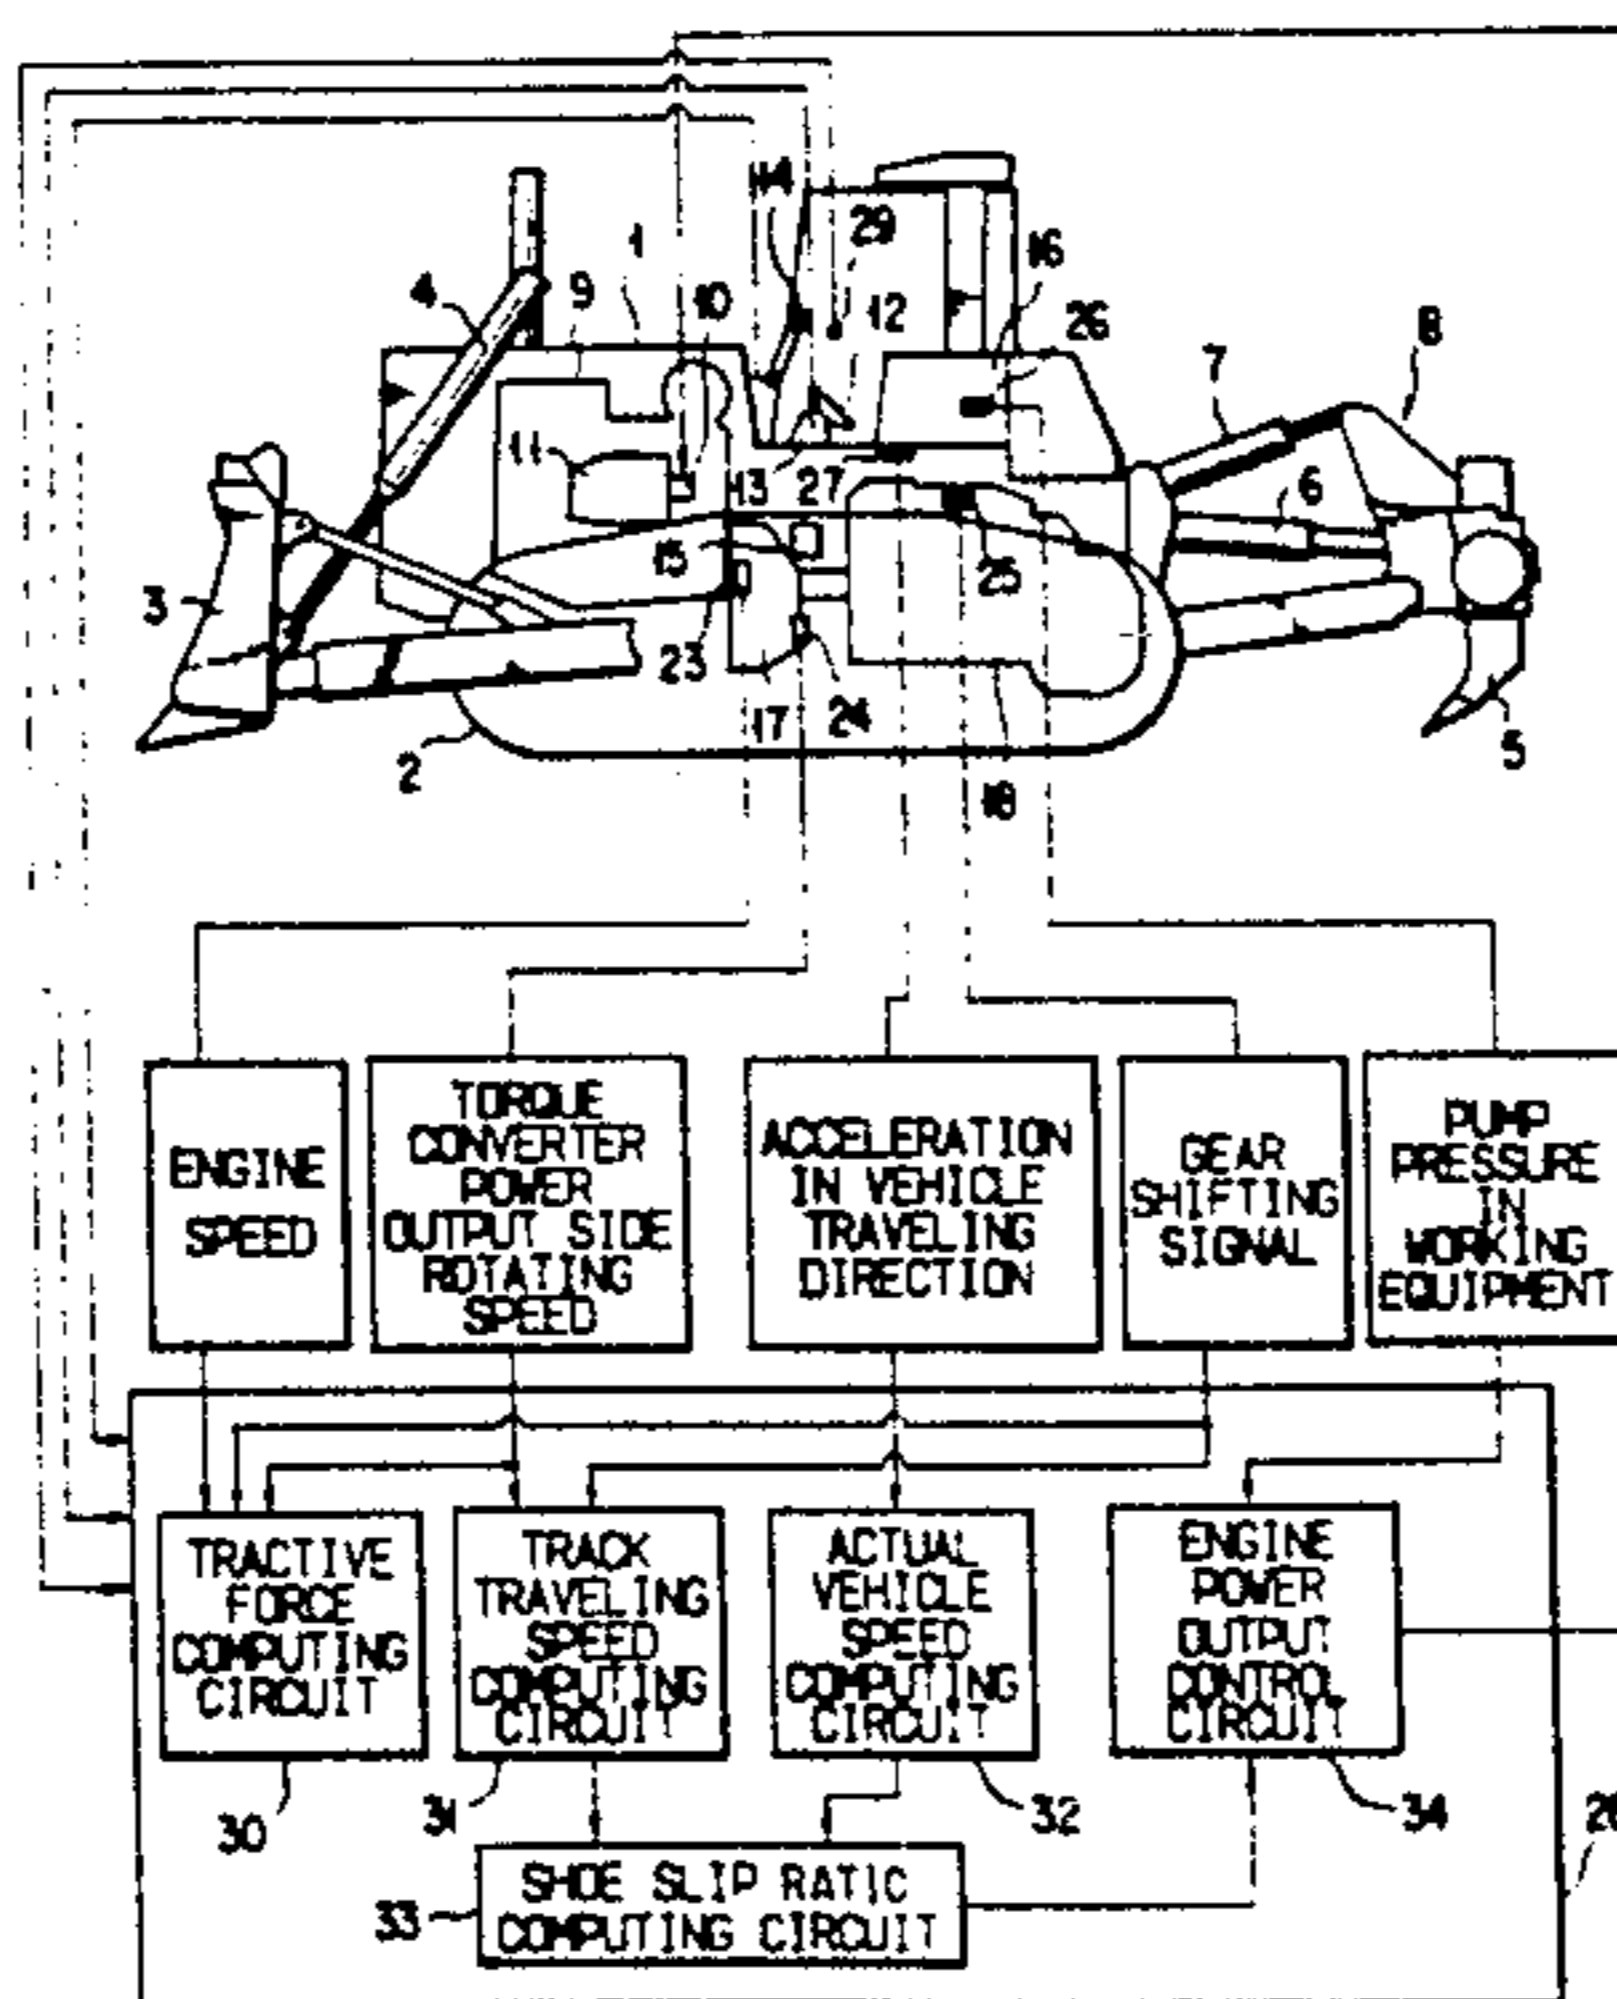 14
29
1
16
4
9
10
12
26
8
7
11
13
27
6
15
25
3
23
17
24
2
18
5
ENGINE
SPEED
TORQUE
CONVERTER
POWER
OUTPUT SIDE
ROTATING
SPEED
ACCELERATION
IN VEHICLE
TRAVELING
DIRECTION
GEAR
SHIFTING
SIGNAL
PUMP
PRESSURE
IN
WORKING
EQUIPMENT
TRACTIVE
FORCE
COMPUTING
CIRCUIT
TRACK
TRAVELING
SPEED
COMPUTING
CIRCUIT
ACTUAL
VEHICLE
SPEED
COMPUTING
CIRCUIT
ENGINE
POWER
OUTPUT
CONTROL
CIRCUIT
30
31
32
34
SHOE SLIP RATIC
COMPUTING CIRCUIT
33